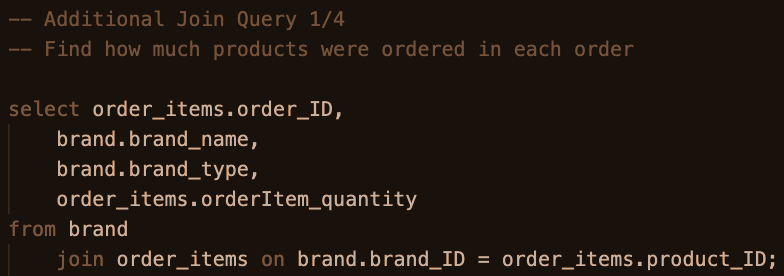 -- Additional Join Query 1/4
-- Find how much products were ordered in each order
select order_items.order_ID,
brand.brand_name,
brand.brand_type,
order_items.orderItem_quantity
from brand
join order_items on brand.brand_ID = order_items.product_ID;